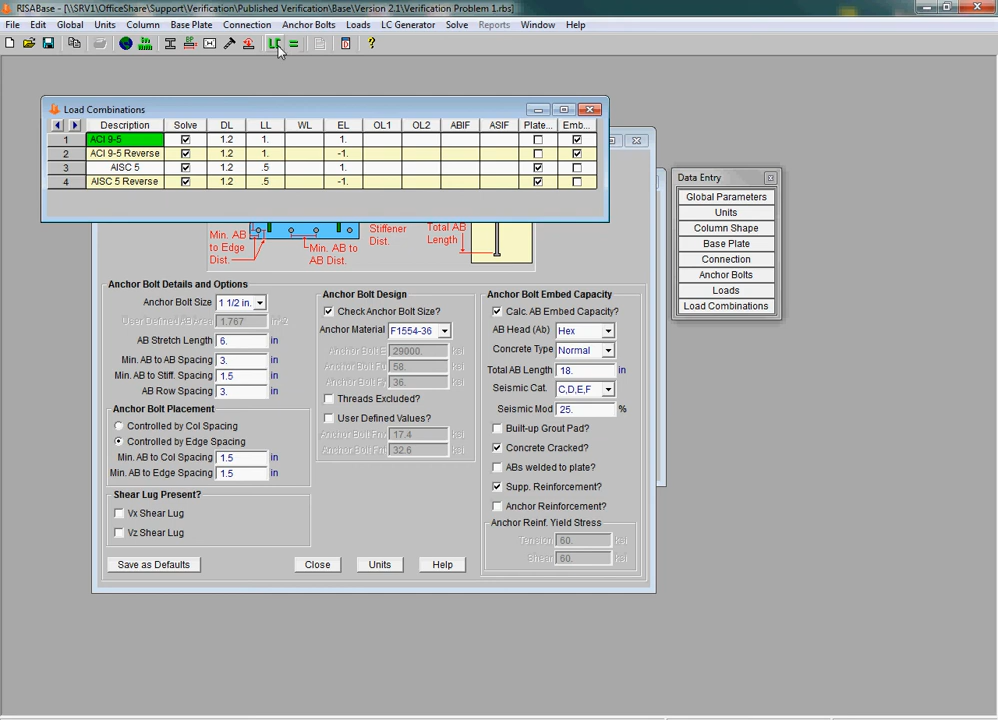 RISABase - [\\SRV1\OfficeShare\Support\Verification\Published Verification\Base\Version 2.1\Verification Problem 1.rbs]
File Edit Global Units Column Base Plate Connection Anchor Bolts Loads LC Generator Solve Reports Window Help
Load Combinations
Description Solve DL LL WL EL OL1 OL2 ABIF ASIF Plate... Emb...
1 ACI 9-5 1.2 1. 1.
2 ACI 9-5 Reverse 1.2 1. -1.
3 AISC 5 1.2 .5 1.
4 AISC 5 Reverse 1.2 .5 -1.
Data Entry
Global Parameters
Units
Column Shape
Base Plate
Connection
Anchor Bolts
Loads
Load Combinations
Min. AB
to Edge
Dist.
Min. AB to
AB Dist.
Stiffener
Dist.
Total AB
Length
Anchor Bolt Details and Options
Anchor Bolt Size 1 1/2 in.
User Defined AB Area 1.767 in^2
AB Stretch Length 6. in
Min. AB to AB Spacing 3. in
Min. AB to Stiff. Spacing 1.5 in
AB Row Spacing 3. in
Anchor Bolt Placement
Controlled by Col Spacing
Controlled by Edge Spacing
Min. AB to Col Spacing 1.5 in
Min. AB to Edge Spacing 1.5 in
Shear Lug Present?
Vx Shear Lug
Vz Shear Lug
Anchor Bolt Design
Check Anchor Bolt Size?
Anchor Material F1554-36
Anchor Bolt E 29000. ksi
Anchor Bolt Fu 58. ksi
Anchor Bolt Fy 36. ksi
Threads Excluded?
User Defined Values?
Anchor Bolt Fnv 17.4 ksi
Anchor Bolt Fnt 32.6 ksi
Anchor Bolt Embed Capacity
Calc. AB Embed Capacity?
AB Head (Ab) Hex
Concrete Type Normal
Total AB Length 18. in
Seismic Cat. C,D,E,F
Seismic Mod 25. %
Built-up Grout Pad?
Concrete Cracked?
ABs welded to plate?
Supp. Reinforcement?
Anchor Reinforcement?
Anchor Reinf. Yield Stress
Tension 60. ksi
Shear 60. ksi
Save as Defaults Close Units Help